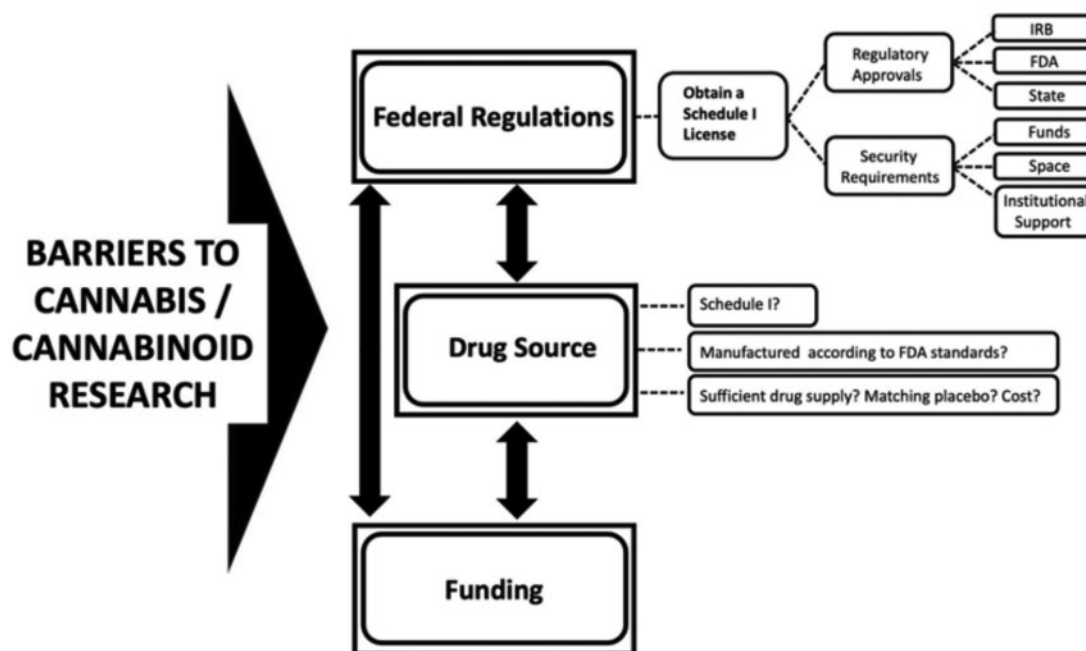 BARRIERS TO
CANNABIS /
CANNABINOID
RESEARCH
Federal Regulations
Obtain a
Schedule I
License
Regulatory
Approvals
IRB
FDA
State
Security
Requirements
Funds
Space
Institutional
Support
Drug Source
Schedule I?
Manufactured according to FDA standards?
Sufficient drug supply? Matching placebo? Cost?
Funding